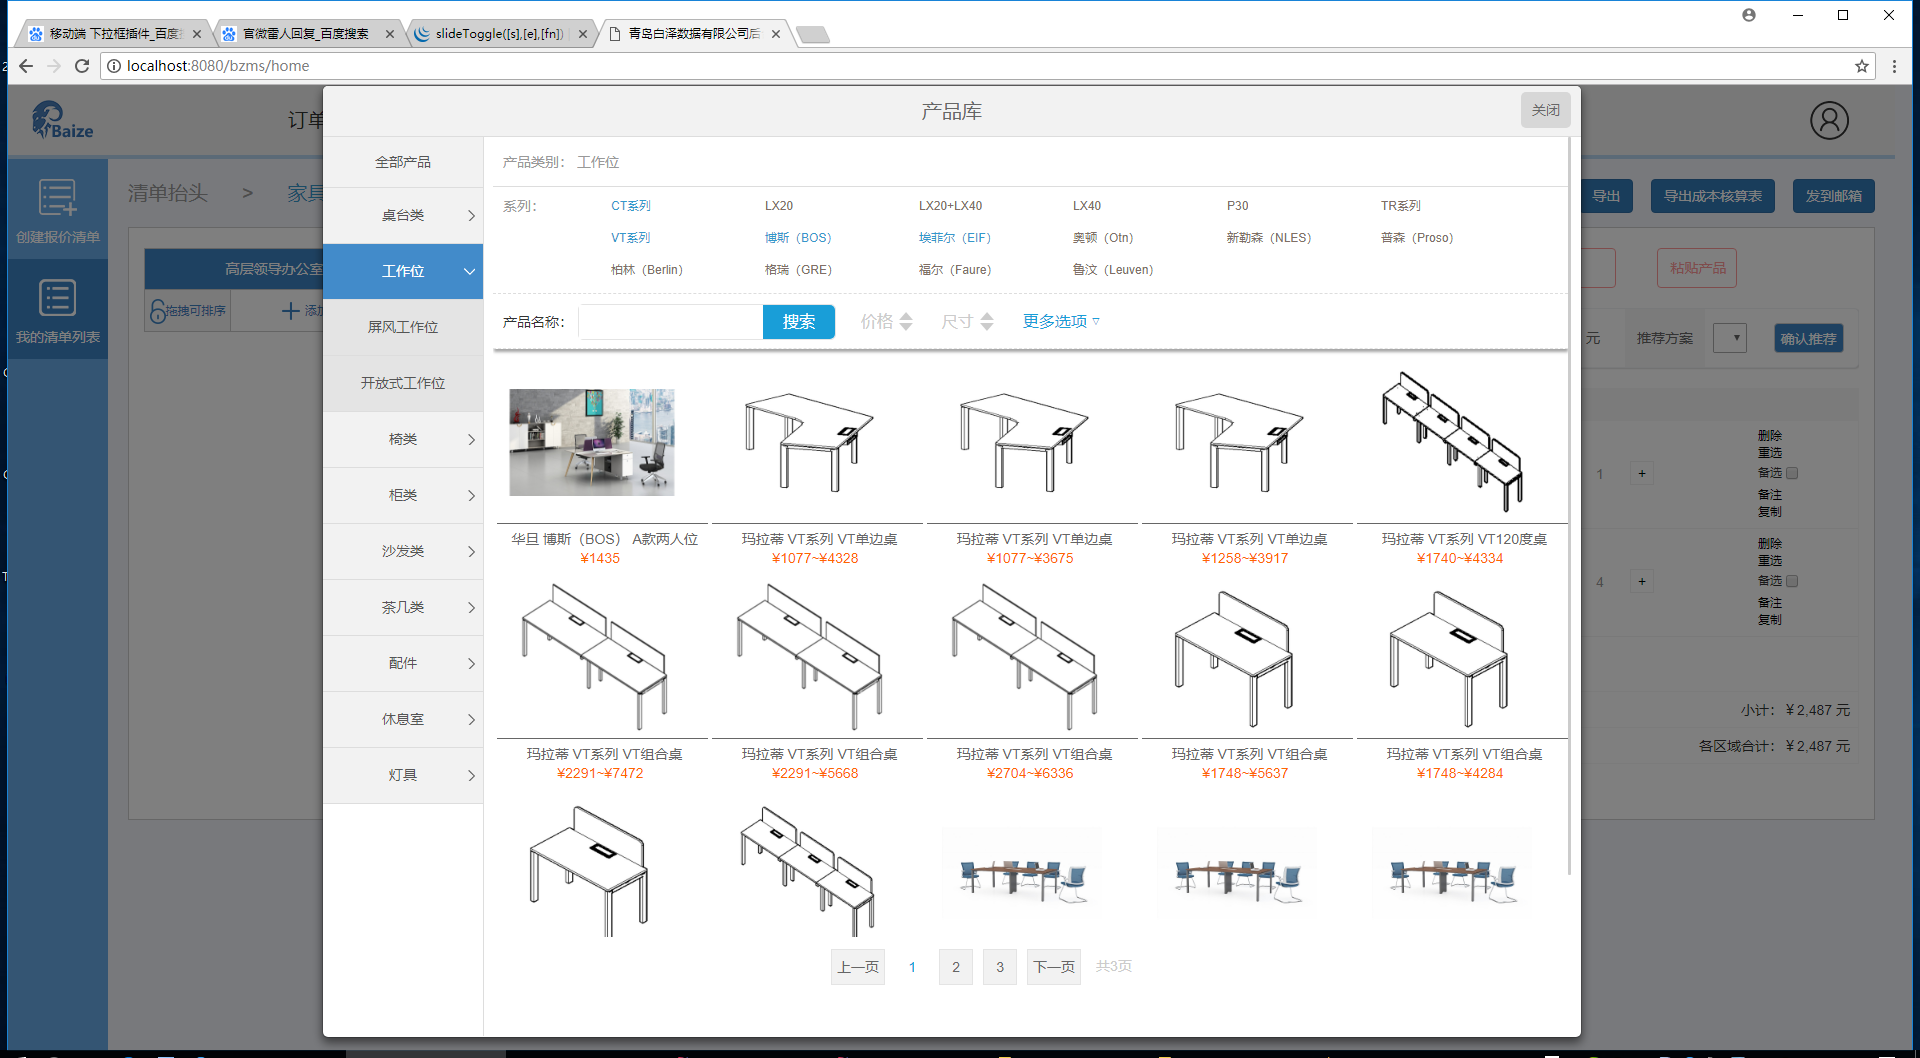 移动端 下拉框插件_百度
官微雷人回复_百度搜索
slideToggle([s],[e],[fn])
青岛白泽数据有限公司后
localhost:8080/bzms/home
Baize
订单
产品库
关闭
创建报价清单
我的清单列表
清单抬头 > 家具
导出
导出成本核算表
发到邮箱
高层领导办公室
拖拽可排序
添加
粘贴产品
元
推荐方案
确认推荐
全部产品
桌台类
工作位
屏风工作位
开放式工作位
椅类
柜类
沙发类
茶几类
配件
休息室
灯具
产品类别： 工作位
系列： CT系列 LX20 LX20+LX40 LX40 P30 TR系列
VT系列 博斯（BOS） 埃菲尔（EIF） 奥顿（Otn） 新勒森（NLES） 普森（Proso）
柏林（Berlin） 格瑞（GRE） 福尔（Faure） 鲁汶（Leuven）
产品名称： 搜索 价格 尺寸 更多选项
华旦 博斯（BOS） A款两人位
¥1435
玛拉蒂 VT系列 VT单边桌
¥1077~¥4328
玛拉蒂 VT系列 VT单边桌
¥1077~¥3675
玛拉蒂 VT系列 VT单边桌
¥1258~¥3917
玛拉蒂 VT系列 VT120度桌
¥1740~¥4334
玛拉蒂 VT系列 VT组合桌
¥2291~¥7472
玛拉蒂 VT系列 VT组合桌
¥2291~¥5668
玛拉蒂 VT系列 VT组合桌
¥2704~¥6336
玛拉蒂 VT系列 VT组合桌
¥1748~¥5637
玛拉蒂 VT系列 VT组合桌
¥1748~¥4284
上一页 1 2 3 下一页 共3页
1 +
删除
重选
备选
备注
复制
4 +
删除
重选
备选
备注
复制
小计： ¥ 2,487 元
各区域合计： ¥ 2,487 元